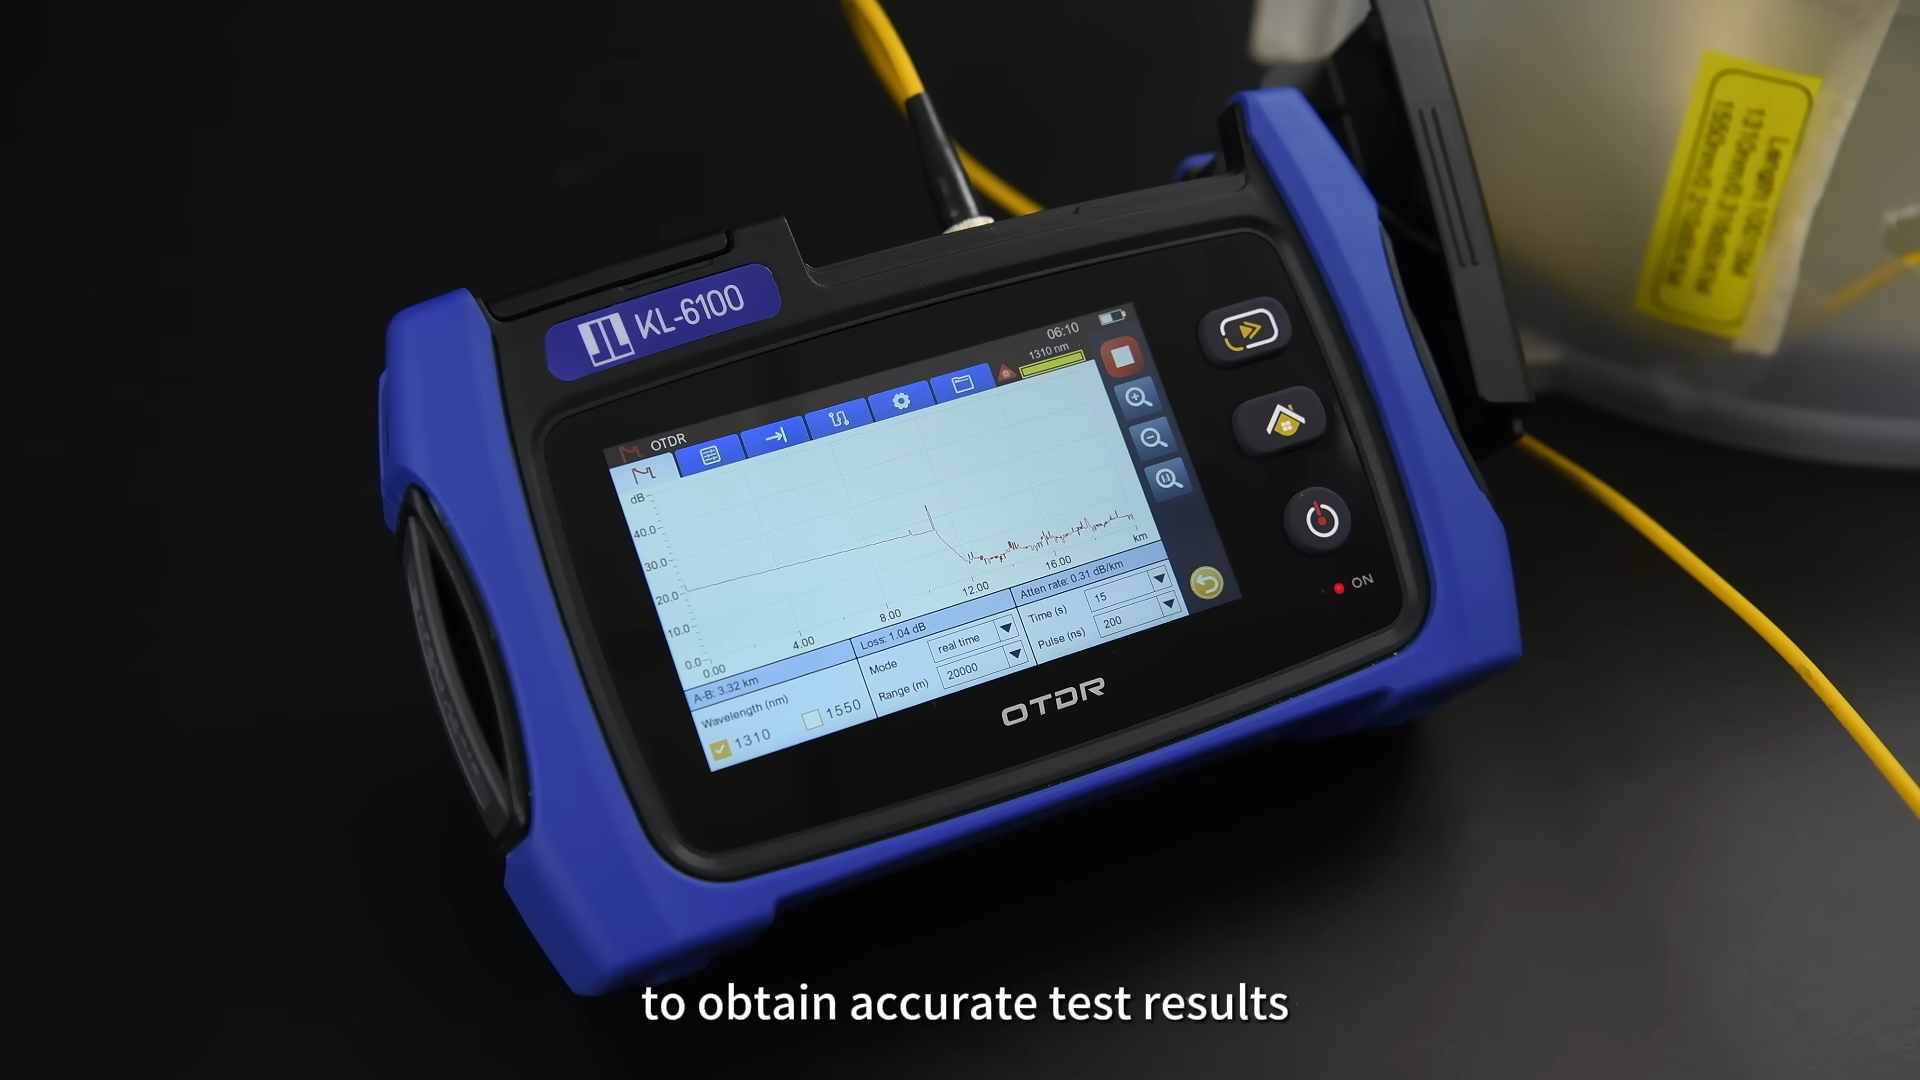 KL-6100
06:10
1310 nm
OTDR
dB
40.0
30.0
20.0
10.0
0.0
0.00
4.00
8.00
12.00
16.00
km
A-B: 3.32 km
Loss: 1.04 dB
Atten rate: 0.31 dB/km
Wavelength (nm)
1310
1550
Mode
real time
Range (m)
20000
Time (s)
15
Pulse (ns)
200
ON
OTDR
to obtain accurate test results